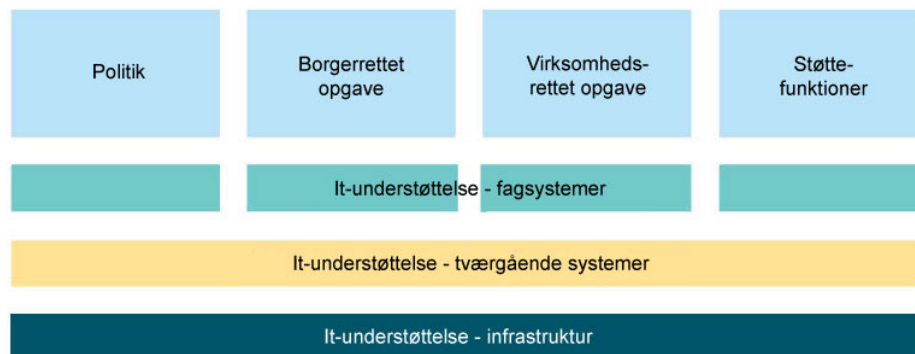 Politik
Borgerrettet
opgave
Virksomheds-
rettet opgave
Støtte-
funktioner
It-understøttelse - fagsystemer
It-understøttelse - tværgående systemer
It-understøttelse - infrastruktur